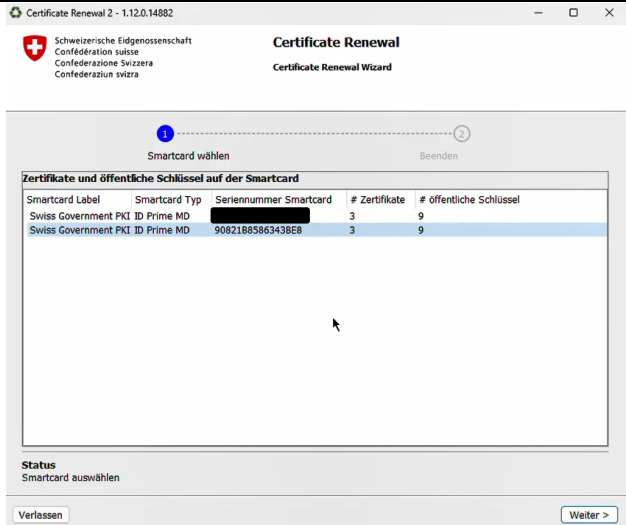 Certificate Renewal 2 - 1.12.0.14882
Schweizerische Eidgenossenschaft
Confédération suisse
Confederazione Svizzera
Confederaziun svizra
Certificate Renewal
Certificate Renewal Wizard
1
2
Smartcard wählen
Beenden
Zertifikate und öffentliche Schlüssel auf der Smartcard
Smartcard Label Smartcard Typ Seriennummer Smartcard # Zertifikate # öffentliche Schlüssel
Swiss Government PKI ID Prime MD 3 9
Swiss Government PKI ID Prime MD 90821B8586343BE8 3 9
Status
Smartcard auswählen
Verlassen
Weiter >